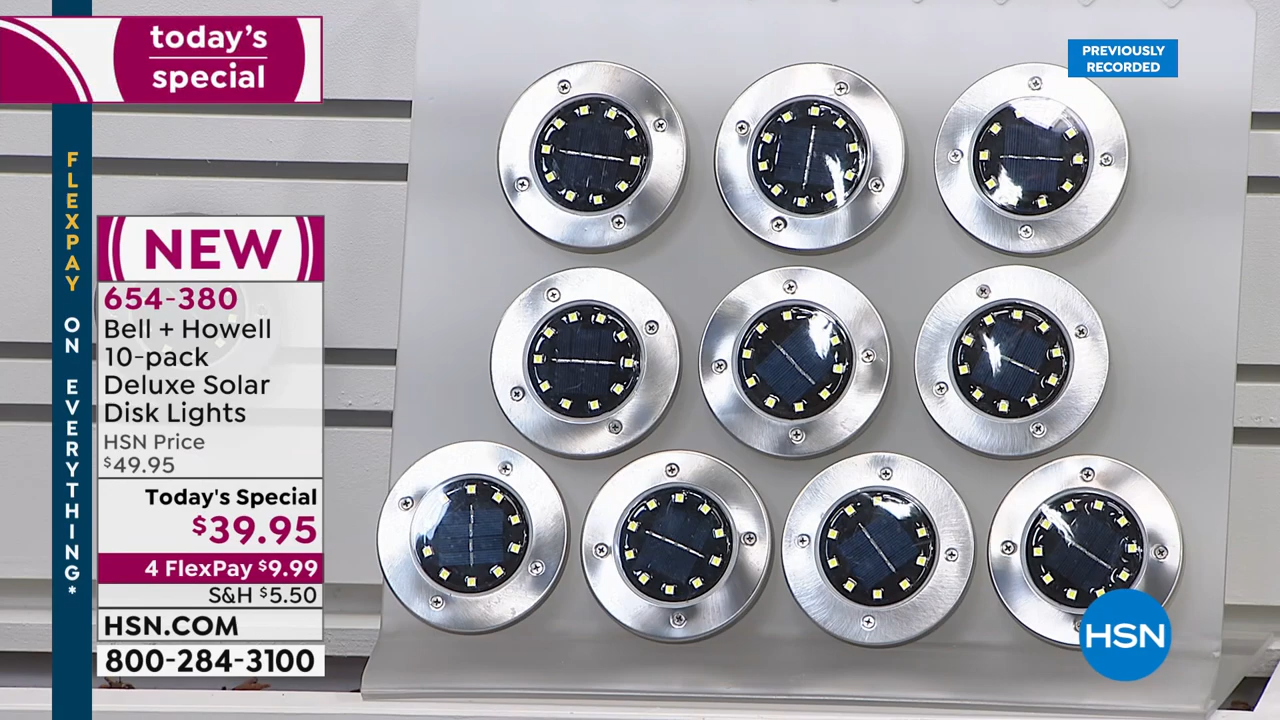 today's
special
PREVIOUSLY
RECORDED
FLEXPAY ON EVERYTHING*
NEW
654-380
Bell + Howell
10-pack
Deluxe Solar
Disk Lights
HSN Price
$49.95
Today's Special
$39.95
4 FlexPay $9.99
S&H $5.50
HSN.COM
800-284-3100
HSN